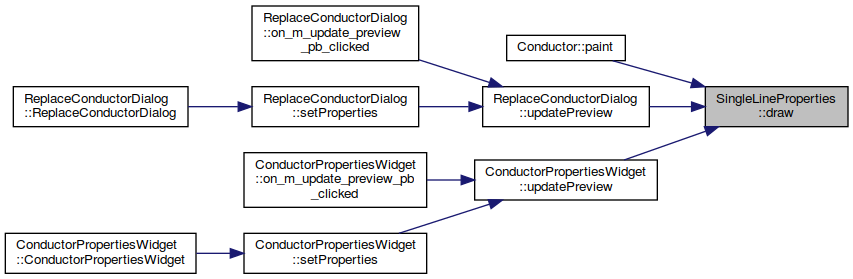 ReplaceConductorDialog
::on_m_update_preview
_pb_clicked
Conductor::paint
ReplaceConductorDialog
::ReplaceConductorDialog
ReplaceConductorDialog
::setProperties
ReplaceConductorDialog
::updatePreview
SingleLineProperties
::draw
ConductorPropertiesWidget
::on_m_update_preview_pb
_clicked
ConductorPropertiesWidget
::updatePreview
ConductorPropertiesWidget
::ConductorPropertiesWidget
ConductorPropertiesWidget
::setProperties